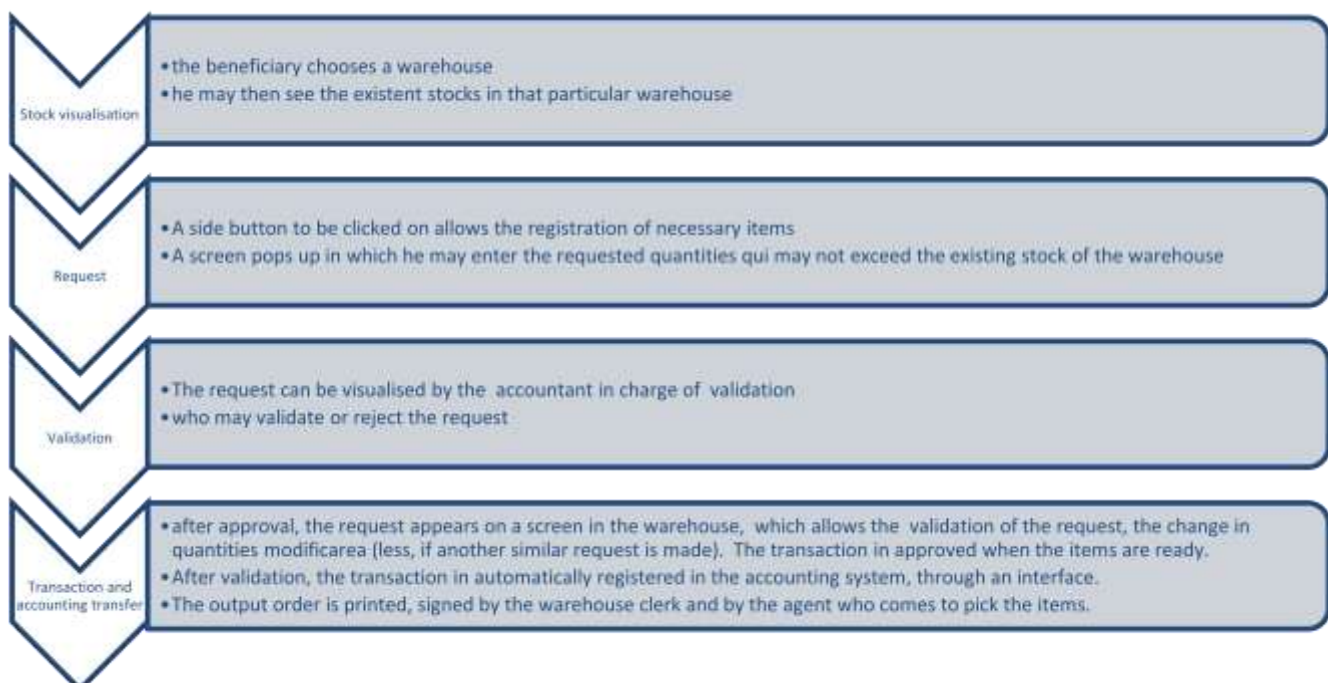 Stock visualisation
•the beneficiary chooses a warehouse
•he may then see the existent stocks in that particular warehouse
Request
•A side button to be clicked on allows the registration of necessary items
•A screen pops up in which he may enter the requested quantities qui may not exceed the existing stock of the warehouse
Validation
•The request can be visualised by the accountant in charge of validation
•who may validate or reject the request
Transaction and
accounting transfer
•after approval, the request appears on a screen in the warehouse, which allows the validation of the request, the change in
quantities modificarea (less, if another similar request is made). The transaction in approved when the items are ready.
•After validation, the transaction in automatically registered in the accounting system, through an interface.
•The output order is printed, signed by the warehouse clerk and by the agent who comes to pick the items.